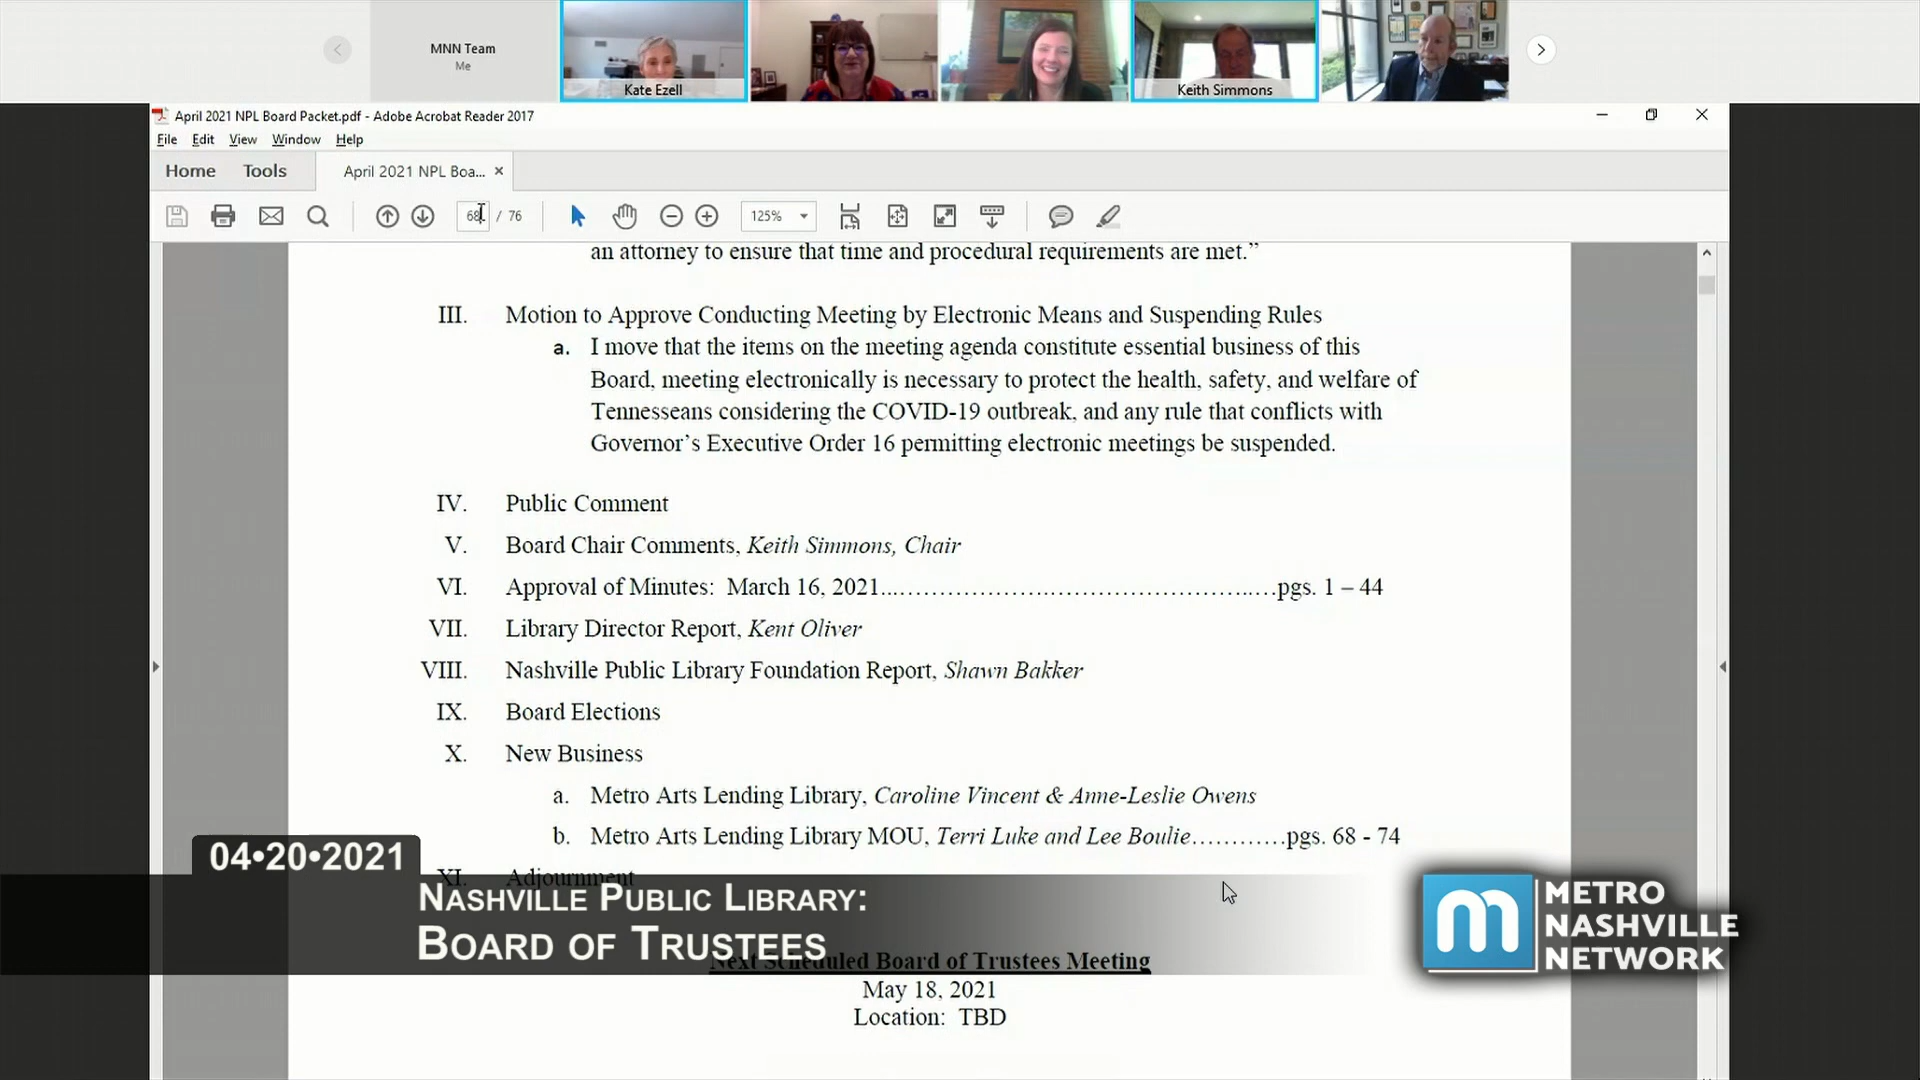 MNN Team
Me
Kate Ezell
Keith Simmons
April 2021 NPL Board Packet.pdf - Adobe Acrobat Reader 2017
File Edit View Window Help
Home Tools April 2021 NPL Boa...
68 / 76 125%
an attorney to ensure that time and procedural requirements are met.”
III. Motion to Approve Conducting Meeting by Electronic Means and Suspending Rules
a. I move that the items on the meeting agenda constitute essential business of this
Board, meeting electronically is necessary to protect the health, safety, and welfare of
Tennesseans considering the COVID-19 outbreak, and any rule that conflicts with
Governor’s Executive Order 16 permitting electronic meetings be suspended.
IV. Public Comment
V. Board Chair Comments, Keith Simmons, Chair
VI. Approval of Minutes: March 16, 2021...……………….…………………….…pgs. 1 – 44
VII. Library Director Report, Kent Oliver
VIII. Nashville Public Library Foundation Report, Shawn Bakker
IX. Board Elections
X. New Business
a. Metro Arts Lending Library, Caroline Vincent & Anne-Leslie Owens
b. Metro Arts Lending Library MOU, Terri Luke and Lee Boulie…………pgs. 68 - 74
XI. Adjournment
04•20•2021
Nashville Public Library:
Board of Trustees
m METRO
NASHVILLE
NETWORK
Next Scheduled Board of Trustees Meeting
May 18, 2021
Location: TBD